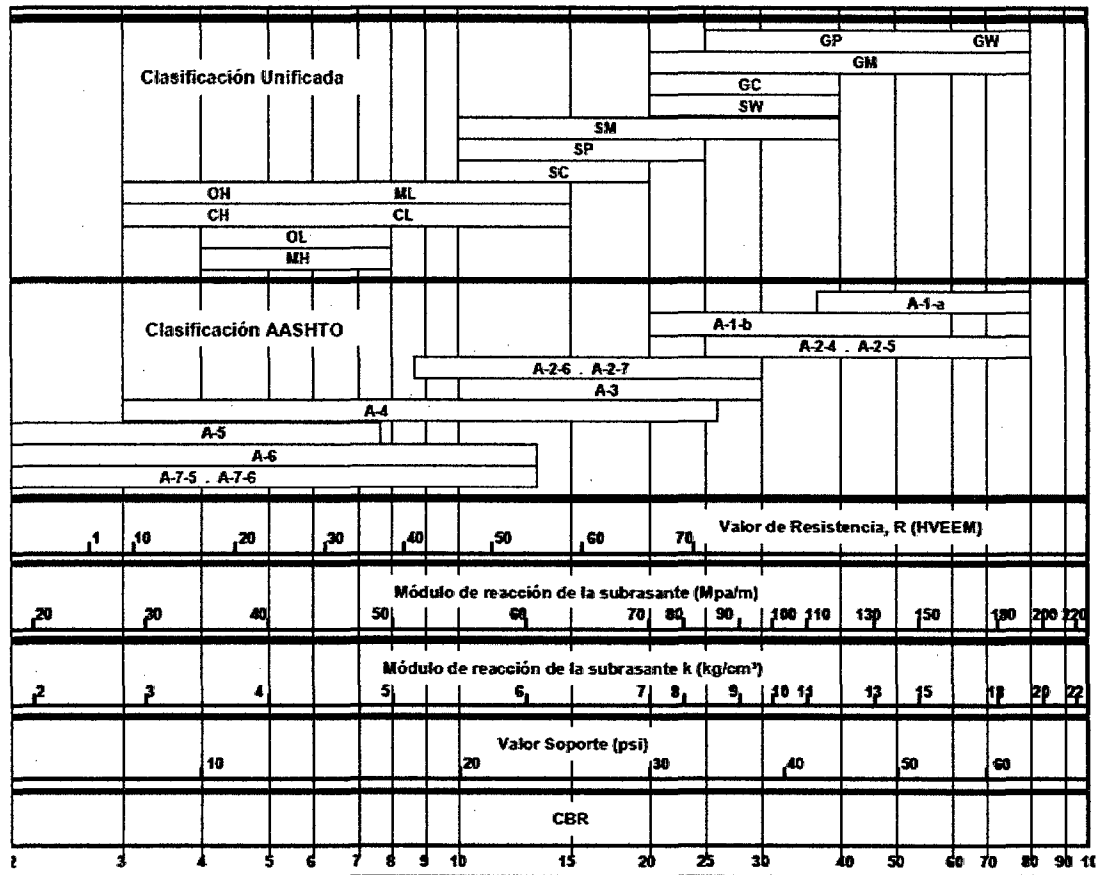 GP GW
GM
Clasificación Unificada
GC
SW
SM
SP
SC
OH ML
CH CL
OL
MH
A-1-a
Clasificación AASHTO
A-1-b
A-2-4 . A-2-5
A-2-6 . A-2-7
A-3
A-4
A-5
A-6
A-7-5 . A-7-6
Valor de Resistencia, R (HVEEM)
1 10 20 30 40 50 60 70
Módulo de reacción de la subrasante (Mpa/m)
20 30 40 50 60 70 80 90 100 110 130 150 180 200 220
Módulo de reacción de la subrasante k (kg/cm³)
2 3 4 5 6 7 8 9 10 11 13 15 18 20 22
Valor Soporte (psi)
10 20 30 40 50 60
CBR
2 3 4 5 6 7 8 9 10 15 20 25 30 40 50 60 70 80 90